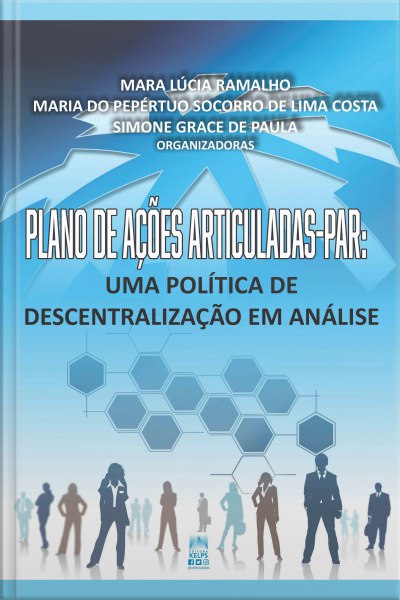 MARA LÚCIA RAMALHO
MARIA DO PEPÉRTUO SOCORRO DE LIMA COSTA
SIMONE GRACE DE PAULA
ORGANIZADORAS
PLANO DE AÇÕES ARTICULADAS-PAR:
UMA POLÍTICA DE
DESCENTRALIZAÇÃO EM ANÁLISE
EDITORA
KELPS